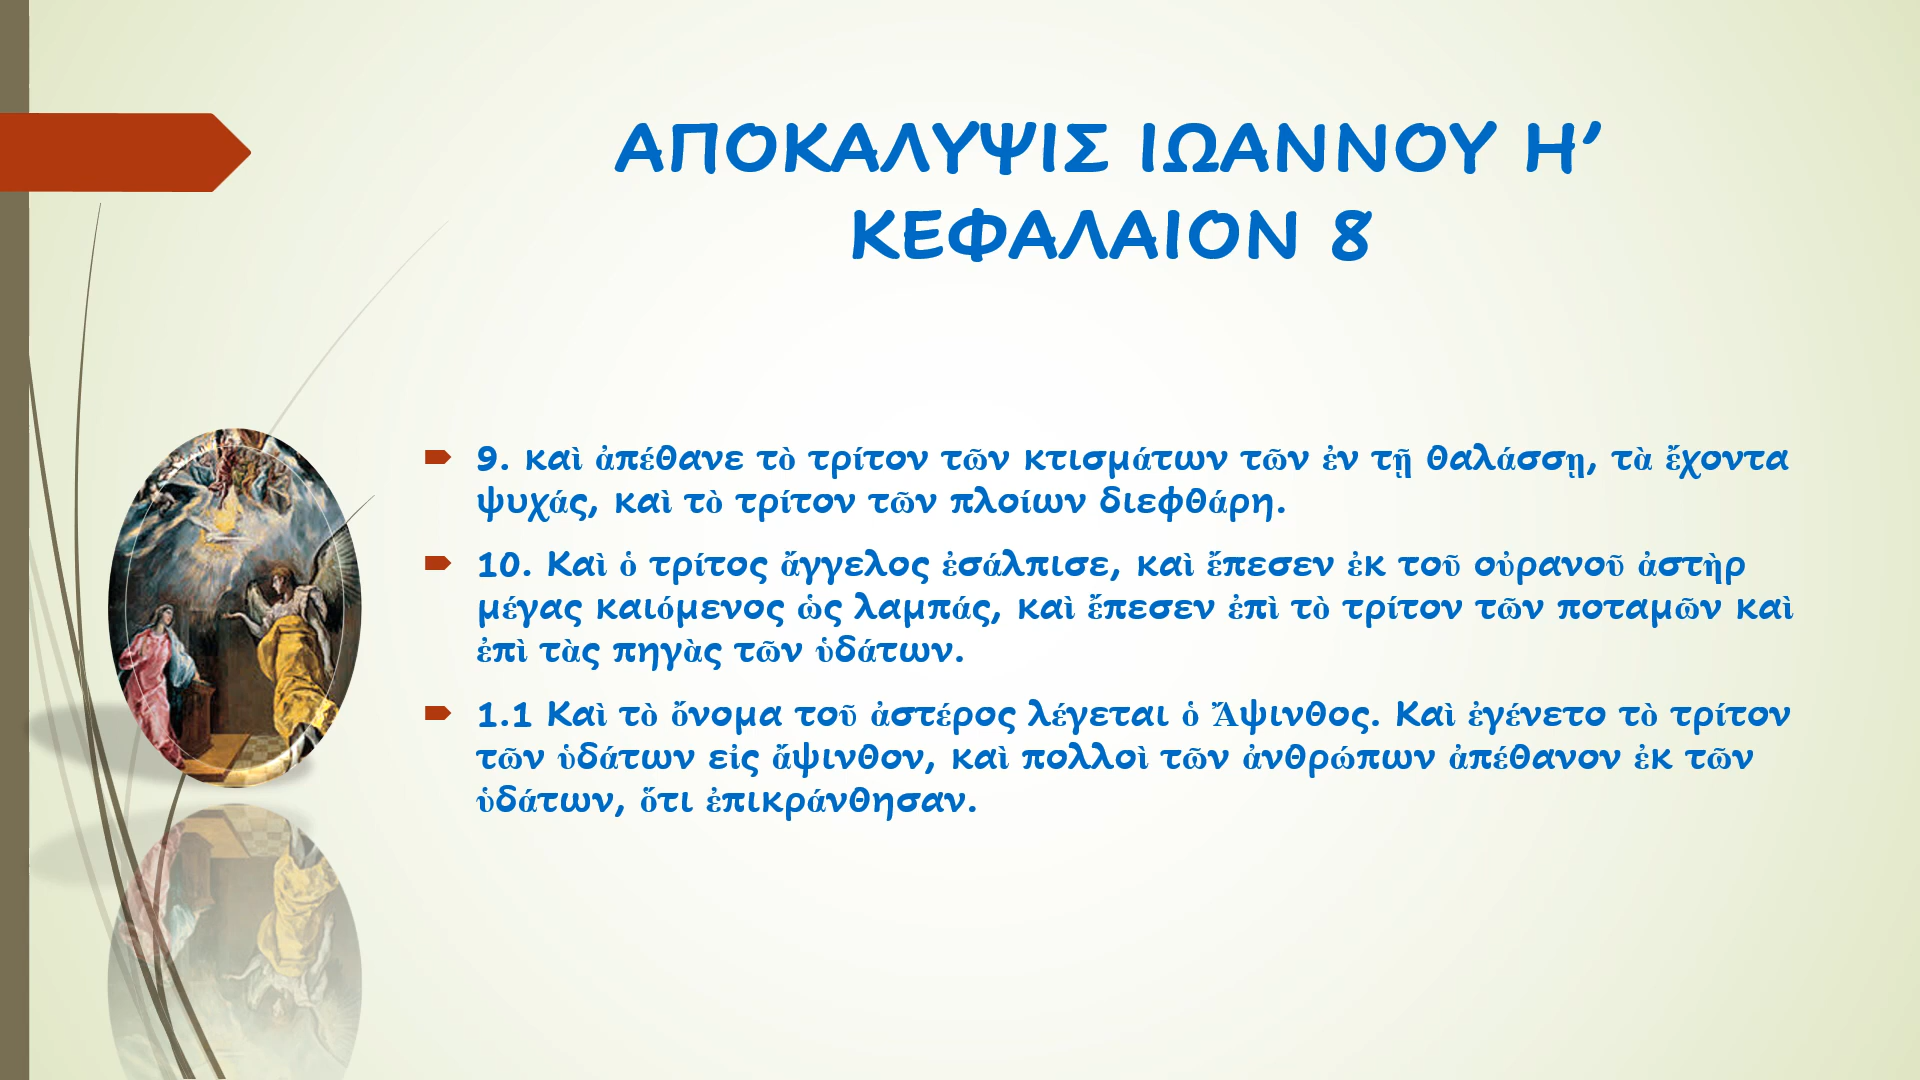 ΑΠΟΚΑΛΥΨΙΣ ΙΩΑΝΝΟΥ Η’
ΚΕΦΑΛΑΙΟΝ 8
9. καὶ ἀπέθανε τὸ τρίτον τῶν κτισμάτων τῶν ἐν τῇ θαλάσσῃ, τὰ ἔχοντα
ψυχάς, καὶ τὸ τρίτον τῶν πλοίων διεφθάρη.
10. Καὶ ὁ τρίτος ἄγγελος ἐσάλπισε, καὶ ἔπεσεν ἐκ τοῦ οὐρανοῦ ἀστὴρ
μέγας καιόμενος ὡς λαμπάς, καὶ ἔπεσεν ἐπὶ τὸ τρίτον τῶν ποταμῶν καὶ
ἐπὶ τὰς πηγὰς τῶν ὑδάτων.
1.1 Καὶ τὸ ὄνομα τοῦ ἀστέρος λέγεται ὁ Ἄψινθος. Καὶ ἐγένετο τὸ τρίτον
τῶν ὑδάτων εἰς ἄψινθον, καὶ πολλοὶ τῶν ἀνθρώπων ἀπέθανον ἐκ τῶν
ὑδάτων, ὅτι ἐπικράνθησαν.